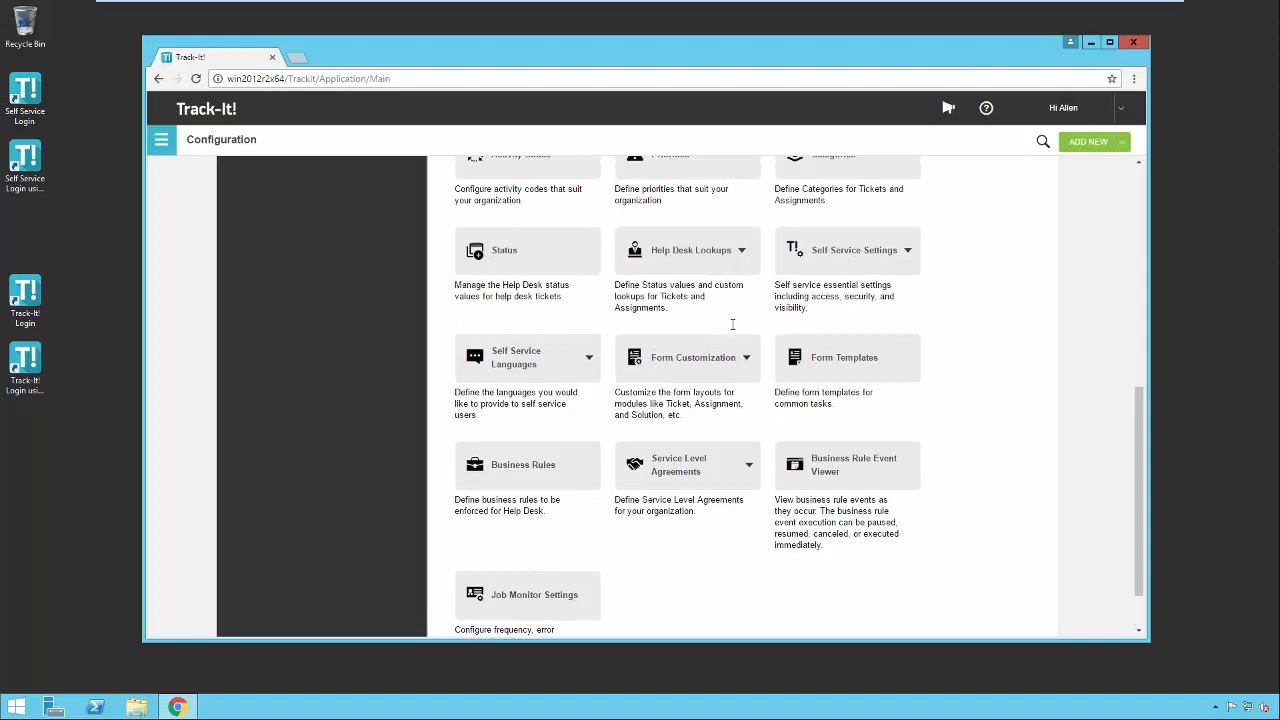 Recycle Bin
Self Service
Login
Self Service
Login usi...
Track-It!
Login
Track-It!
Login usi...
Track-It!
win2012r2x64/TrackIt/Application/Main
Track-It!
Hi Allen
Configuration
ADD NEW
Configure activity codes that suit
your organization.
Define priorities that suit your
organization.
Define Categories for Tickets and
Assignments.
Status
Manage the Help Desk status
values for help desk tickets.
Help Desk Lookups
Define Status values and custom
lookups for Tickets and
Assignments.
T!
Self Service Settings
Self service essential settings
including access, security, and
visibility.
Self Service
Languages
Define the languages you would
like to provide to self service
users.
Form Customization
Customize the form layouts for
modules like Ticket, Assignment,
and Solution, etc.
Form Templates
Define form templates for
common tasks.
Business Rules
Define business rules to be
enforced for Help Desk.
Service Level
Agreements
Define Service Level Agreements
for your organization.
Business Rule Event
Viewer
View business rule events as
they occur. The business rule
event execution can be paused,
resumed, canceled, or executed
immediately.
Job Monitor Settings
Configure frequency, error